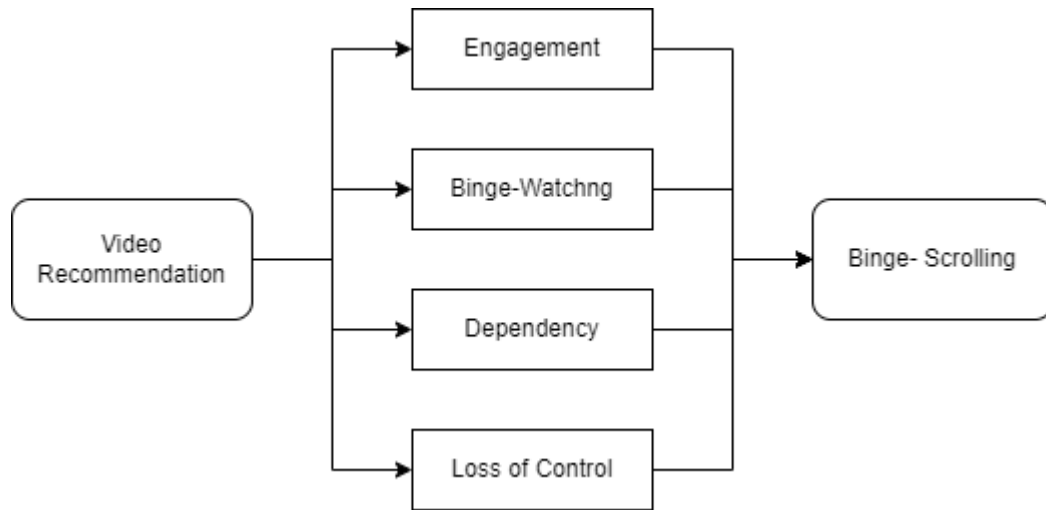 Engagement
Binge-Watchng
Video
Recommendation
Binge- Scrolling
Dependency
Loss of Control